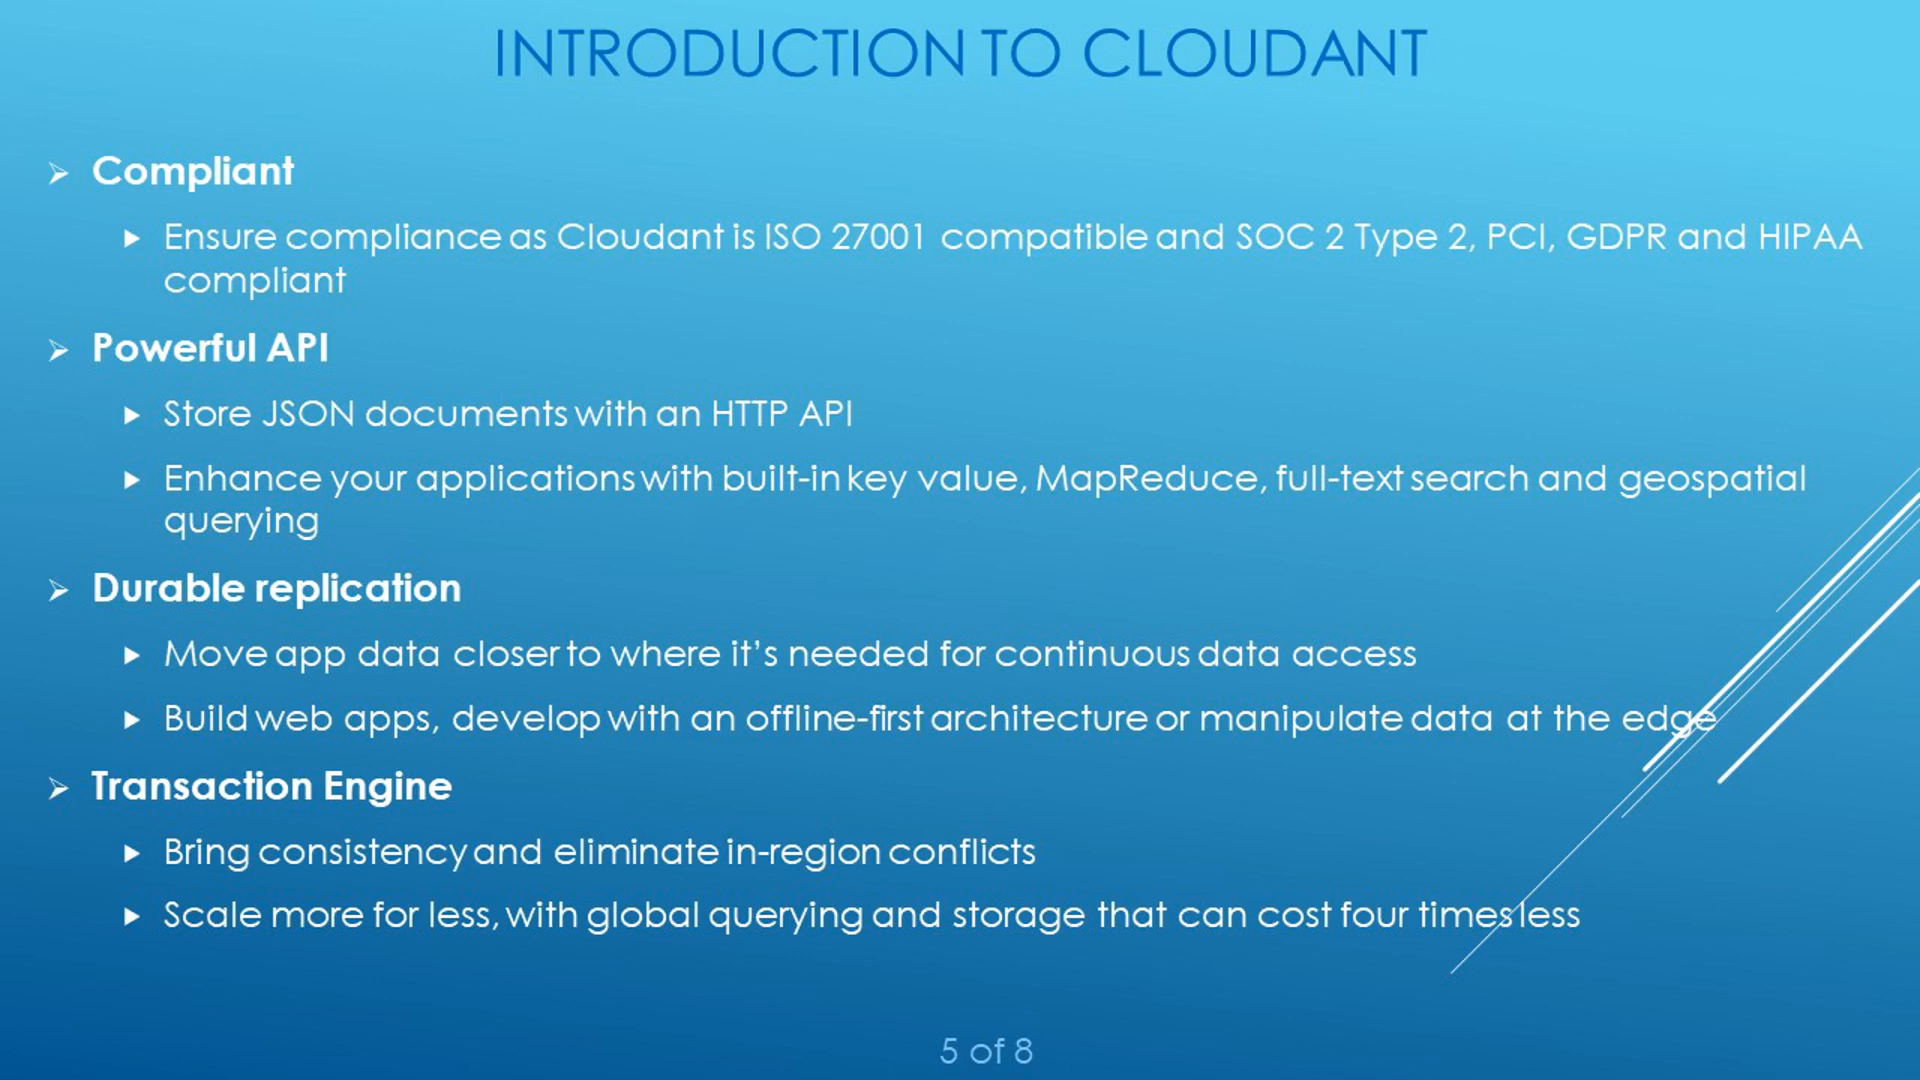 INTRODUCTION TO CLOUDANT
Compliant
Ensure compliance as Cloudant is ISO 27001 compatible and SOC 2 Type 2, PCI, GDPR and HIPAA
compliant
Powerful API
Store JSON documents with an HTTP API
Enhance your applications with built-in key value, MapReduce, full-text search and geospatial
querying
Durable replication
Move app data closer to where it’s needed for continuous data access
Build web apps, develop with an offline-first architecture or manipulate data at the edge
Transaction Engine
Bring consistency and eliminate in-region conflicts
Scale more for less, with global querying and storage that can cost four times less
5 of 8